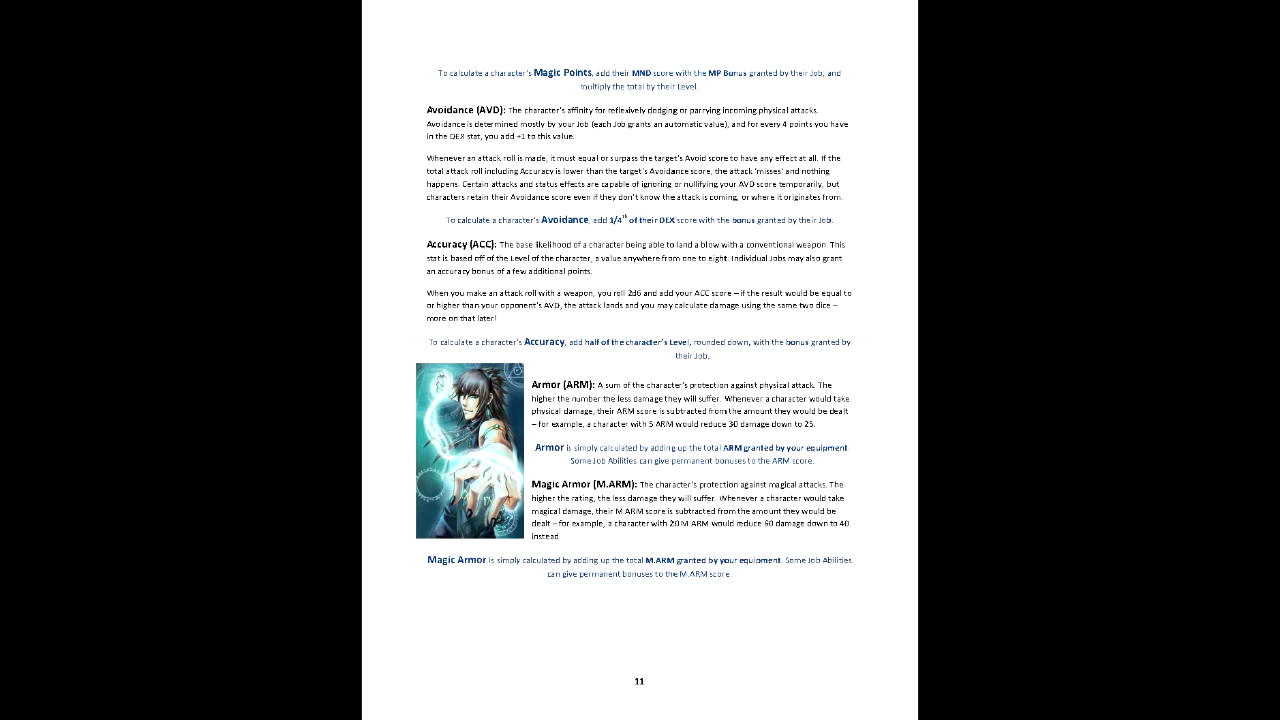 To calculate a character's Magic Points, add their MND score with the MP Bonus granted by their Job, and
multiply the total by their Level.
Avoidance (AVD): The character's affinity for reflexively dodging or parrying incoming physical attacks.
Avoidance is determined mostly by your Job (each Job grants an automatic value), and for every 4 points you have
in the DEX stat, you add +1 to this value.
Whenever an attack roll is made, it must equal or surpass the target's Avoid score to have any effect at all. If the
total attack roll including Accuracy is lower than the target's Avoidance score, the attack 'misses' and nothing
happens. Certain attacks and status effects are capable of ignoring or nullifying your AVD score temporarily, but
characters retain their Avoidance score even if they don't know the attack is coming, or where it originates from.
To calculate a character's Avoidance, add 1/4th of their DEX score with the bonus granted by their Job.
Accuracy (ACC): The base likelihood of a character being able to land a blow with a conventional weapon. This
stat is based off of the Level of the character, a value anywhere from one to eight. Individual Jobs may also grant
an accuracy bonus of a few additional points.
When you make an attack roll with a weapon, you roll 2d6 and add your ACC score – if the result would be equal to
or higher than your opponent's AVD, the attack lands and you may calculate damage using the same two dice –
more on that later!
To calculate a character's Accuracy, add half of the character's Level, rounded down, with the bonus granted by
their Job.
Armor (ARM): A sum of the character's protection against physical attack. The
higher the number the less damage they will suffer. Whenever a character would take
physical damage, their ARM score is subtracted from the amount they would be dealt
– for example, a character with 5 ARM would reduce 30 damage down to 25.
Armor is simply calculated by adding up the total ARM granted by your equipment.
Some Job Abilities can give permanent bonuses to the ARM score.
Magic Armor (M.ARM): The character's protection against magical attacks. The
higher the rating, the less damage they will suffer. Whenever a character would take
magical damage, their M.ARM score is subtracted from the amount they would be
dealt – for example, a character with 20 M.ARM would reduce 60 damage down to 40
instead.
Magic Armor is simply calculated by adding up the total M.ARM granted by your equipment. Some Job Abilities
can give permanent bonuses to the M.ARM score.
11